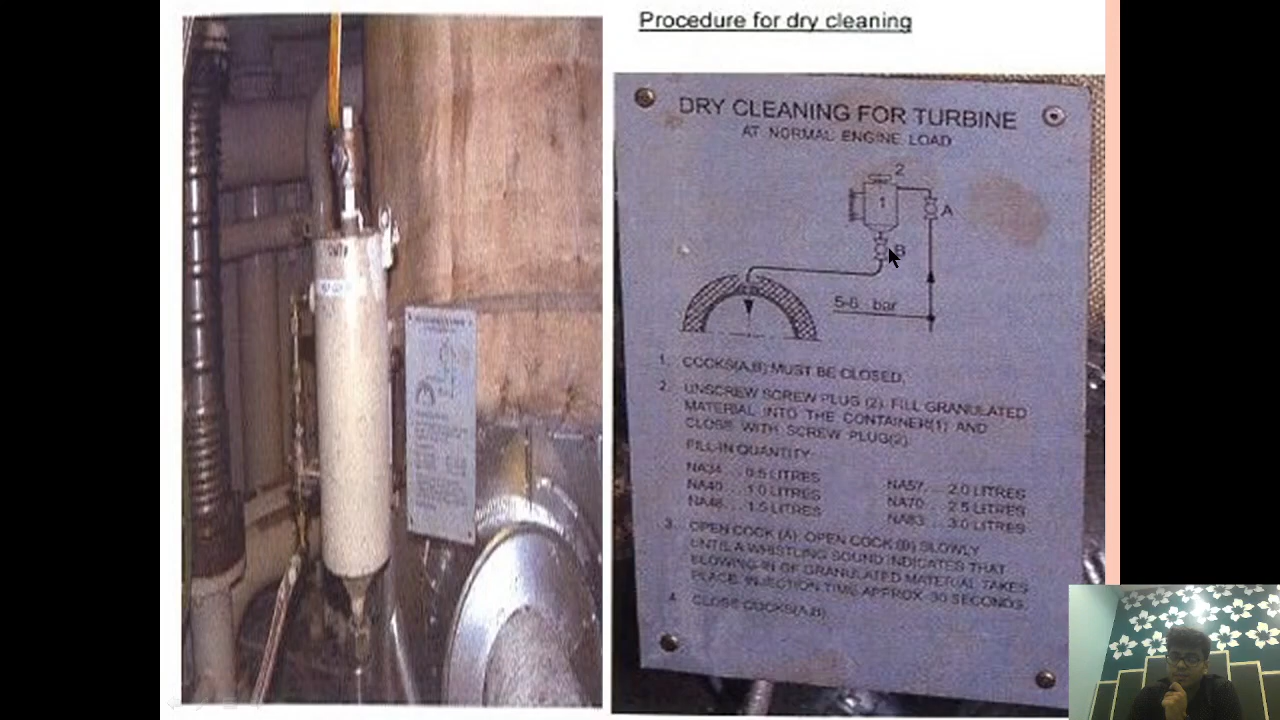 Procedure for dry cleaning
DRY CLEANING FOR TURBINE
AT NORMAL ENGINE LOAD
2
1
A
B
5-6 bar
1. COCKS(A,B) MUST BE CLOSED.
2. UNSCREW SCREW PLUG (2). FILL GRANULATED
MATERIAL INTO THE CONTAINER(1) AND
CLOSE WITH SCREW PLUG(2).
FILL-IN QUANTITY
NA34 . . . 0.5 LITRES
NA40 . . . 1.0 LITRES
NA48 . . . 1.5 LITRES
NA57 . . . 2.0 LITRES
NA70 . . . 2.5 LITRES
NA83 . . . 3.0 LITRES
3. OPEN COCK (A). OPEN COCK (B) SLOWLY
UNTIL A WHISTLING SOUND INDICATES THAT
BLOWING-IN OF GRANULATED MATERIAL TAKES
PLACE. INJECTION TIME APPROX. 30 SECONDS.
4. CLOSE COCKS(A,B).